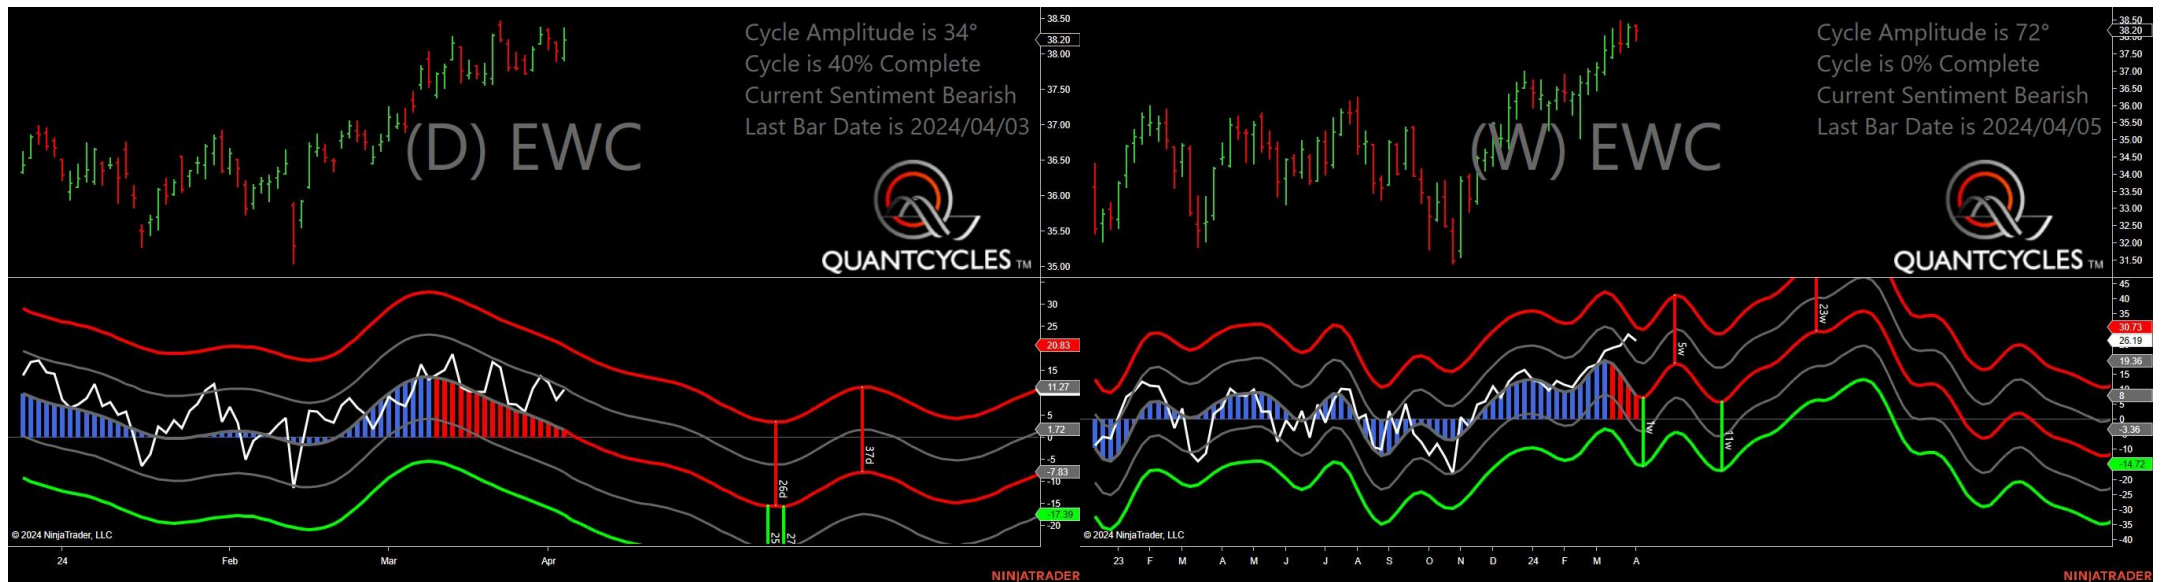 Cycle Amplitude is 34°
Cycle is 40% Complete
Current Sentiment Bearish
Last Bar Date is 2024/04/03
(D) EWC
QUANTCYCLES TM
38.50
38.20
38.00
37.50
37.00
36.50
36.00
35.50
35.00
30
25
20.83
15
11.27
5
1.72
0
-5
-7.83
-10
-15
-17.39
-20
26d
37d
25
27
© 2024 NinjaTrader, LLC
24 Feb Mar Apr
NINJATRADER
Cycle Amplitude is 72°
Cycle is 0% Complete
Current Sentiment Bearish
Last Bar Date is 2024/04/05
(W) EWC
QUANTCYCLES TM
38.50
38.20
38.00
37.50
37.00
36.50
36.00
35.50
35.00
34.50
34.00
33.50
33.00
32.50
32.00
31.50
45
40
35
30.73
26.19
19.36
15
8
5
0
-3.36
-10
-14.72
-20
-25
-30
-35
-40
1w
5w
11w
23w
© 2024 NinjaTrader, LLC
23 F M A M J J A S O N D 24 F M A
NINJATRADER